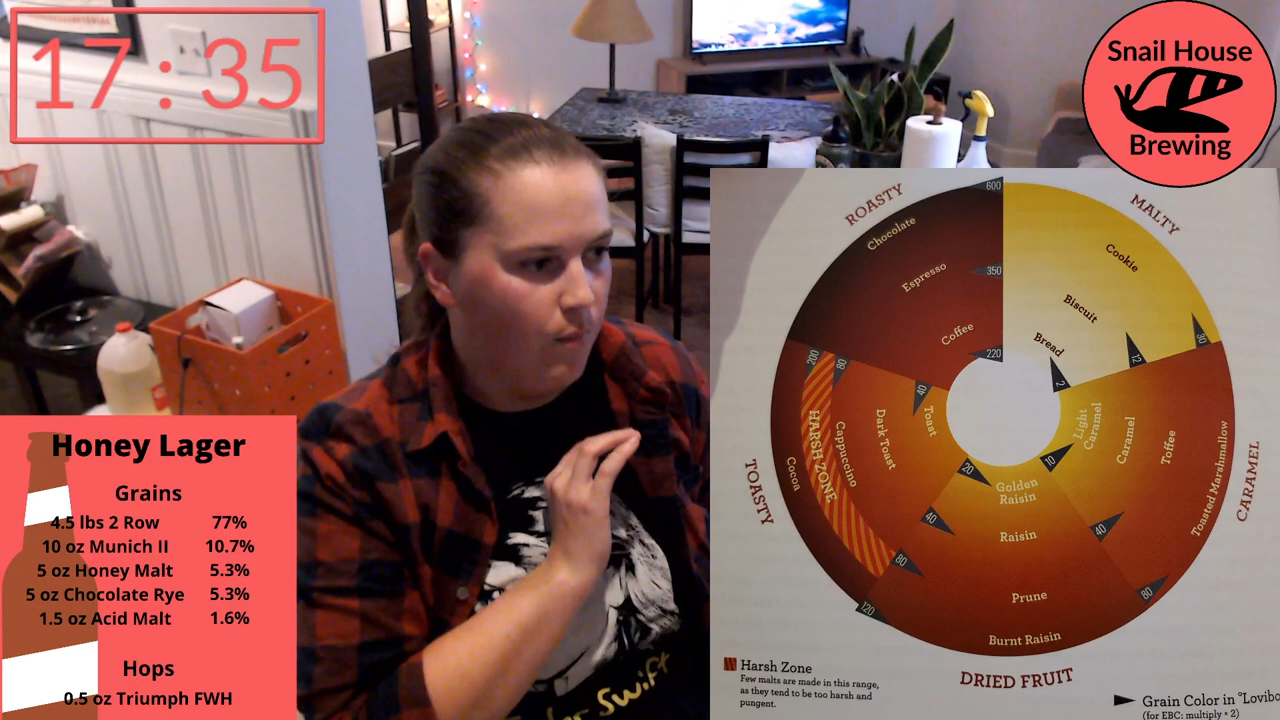 17 : 35
Snail House
Brewing
Honey Lager
Grains
4.5 lbs 2 Row 77%
10 oz Munich II 10.7%
5 oz Honey Malt 5.3%
5 oz Chocolate Rye 5.3%
1.5 oz Acid Malt 1.6%
Hops
0.5 oz Triumph FWH
ROASTY
MALTY
CARAMEL
DRIED FRUIT
TOASTY
Chocolate
Espresso
Coffee
600
350
220
Cookie
Biscuit
Bread
2
12
30
Light
Caramel
Caramel
Toffee
Toasted Marshmallow
10
40
80
Golden
Raisin
Raisin
Prune
Burnt Raisin
20
40
80
120
Toast
Dark Toast
Cappuccino
HARSH ZONE
Cocoa
40
80
200
Harsh Zone
Few malts are made in this range,
as they tend to be too harsh and
pungent.
Grain Color in °Lovibo
(for EBC: multiply * 2)
Swift